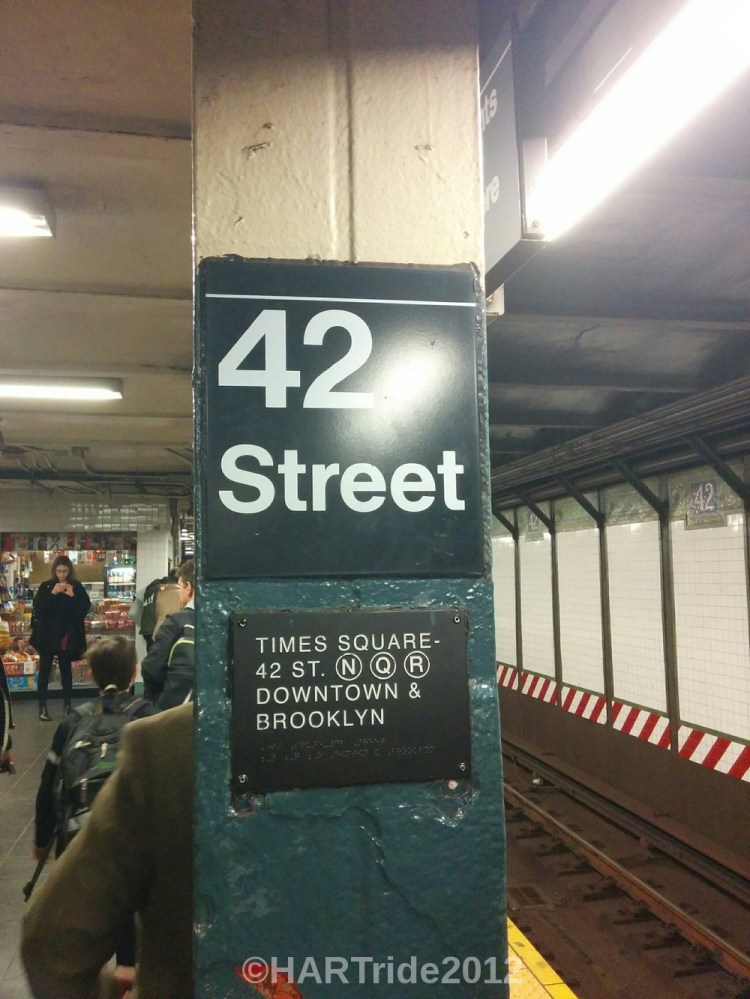 42
Street
TIMES SQUARE-
42 ST. N Q R
DOWNTOWN &
BROOKLYN
42
©HARTride2012